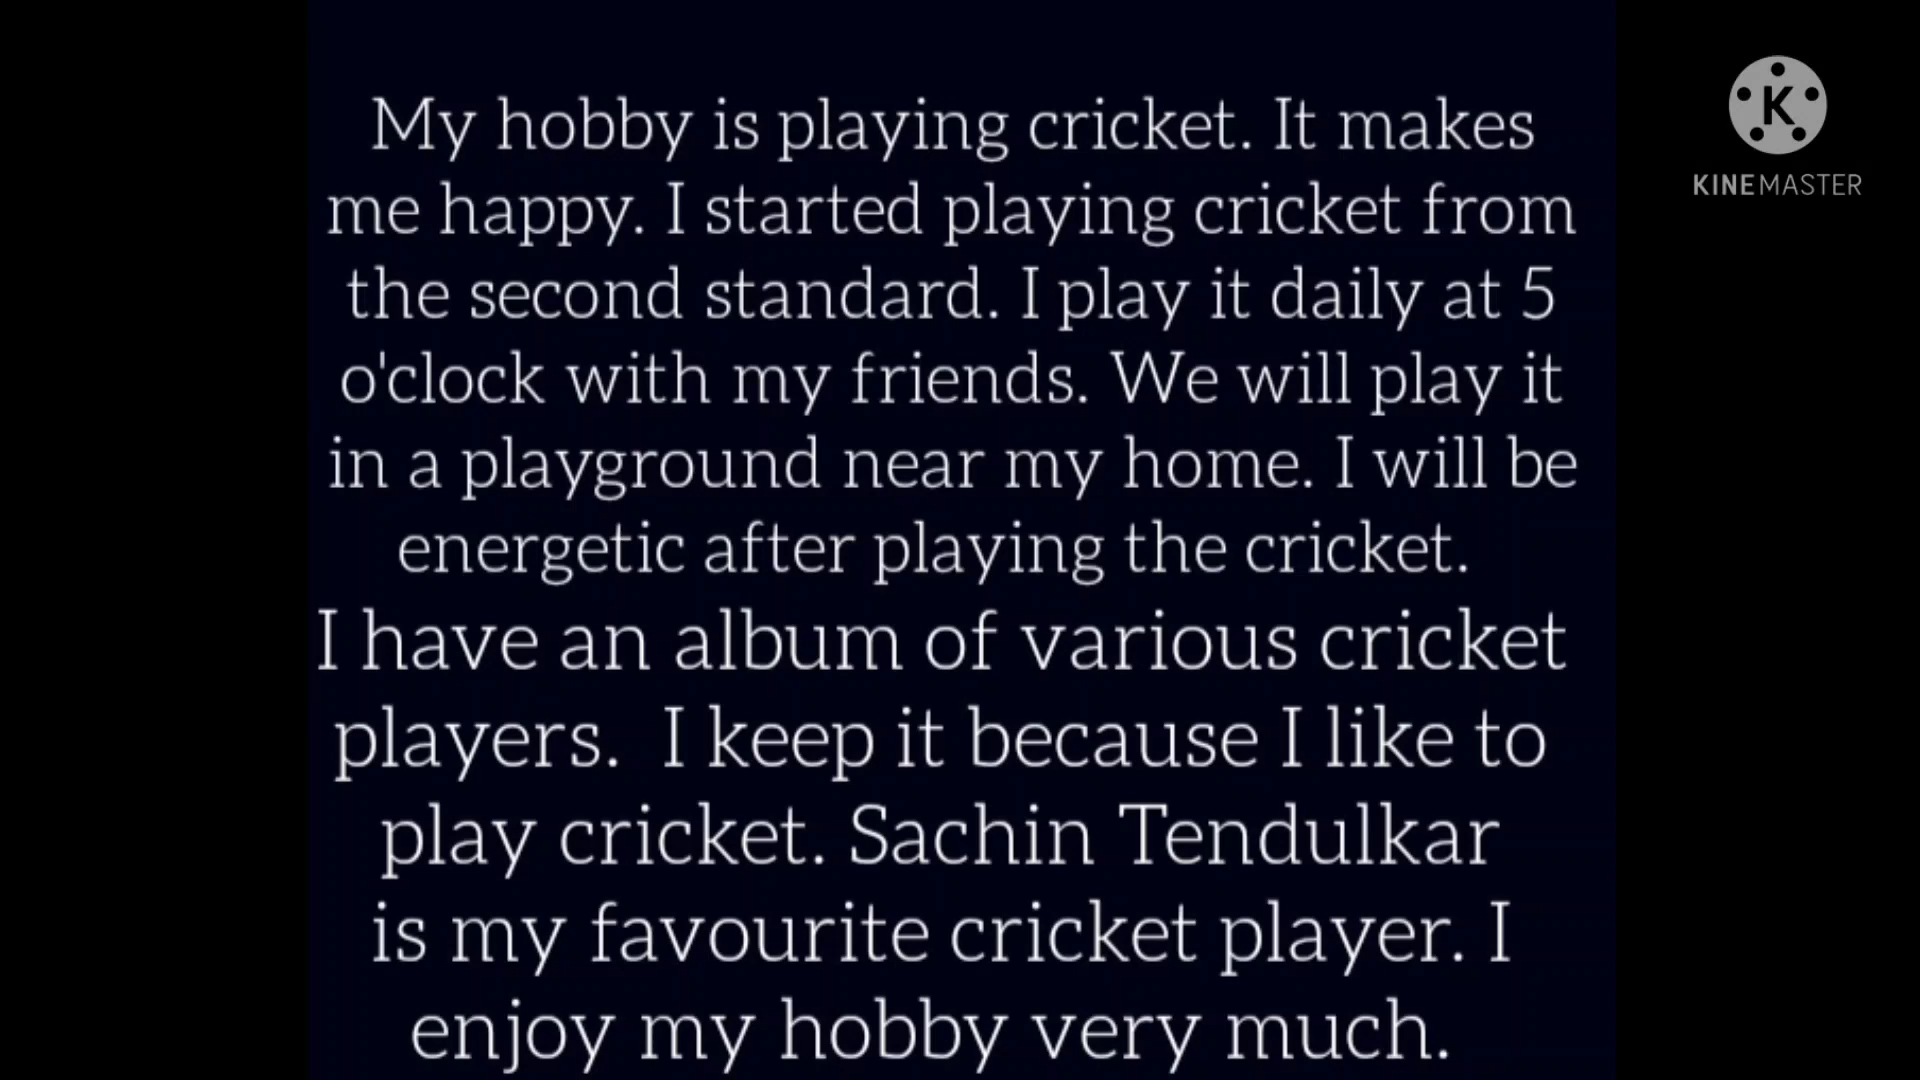 My hobby is playing cricket. It makes
me happy. I started playing cricket from
the second standard. I play it daily at 5
o'clock with my friends. We will play it
in a playground near my home. I will be
energetic after playing the cricket.
I have an album of various cricket
players.  I keep it because I like to
play cricket. Sachin Tendulkar
is my favourite cricket player. I
enjoy my hobby very much.
K
KINEMASTER